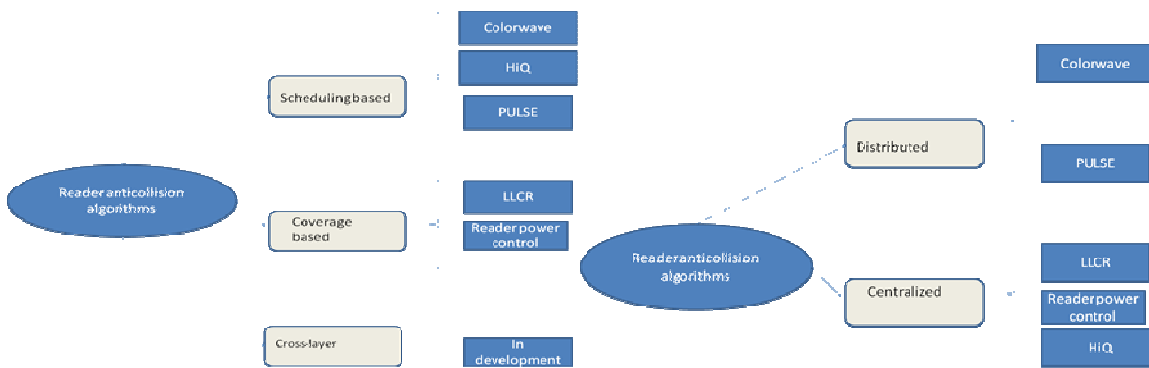 Colorwave
HiQ
Scheduling based
PULSE
Reader anticollision
algorithms
LLCR
Coverage
based
Reader power
control
Cross-layer
In
development
Colorwave
Distributed
PULSE
Reader anticollision
algorithms
LLCR
Centralized
Reader power
control
HiQ